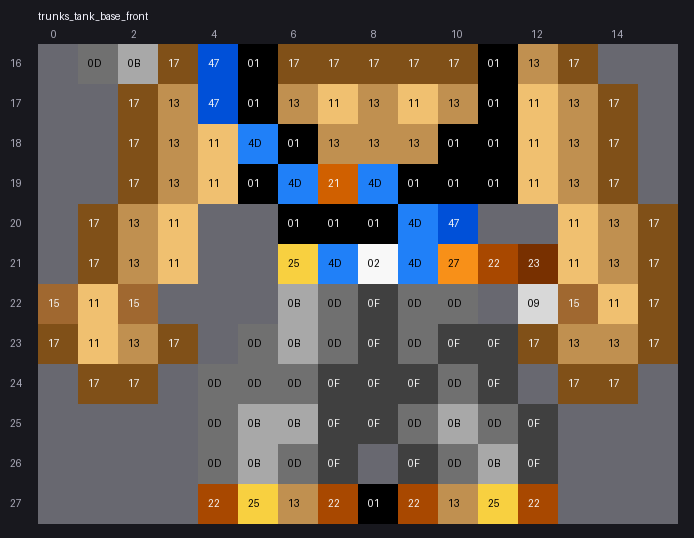 trunks_tank_base_front
0 2 4 6 8 10 12 14
16 0D 0B 17 47 01 17 17 17 17 17 01 13 17
17 17 13 47 01 13 11 13 11 13 01 11 13 17
18 17 13 11 4D 01 13 13 13 01 01 11 13 17
19 17 13 11 01 4D 21 4D 01 01 01 11 13 17
20 17 13 11 01 01 01 4D 47 11 13 17
21 17 13 11 25 4D 02 4D 27 22 23 11 13 17
22 15 11 15 0B 0D 0F 0D 0D 09 15 11 17
23 17 11 13 17 0D 0B 0D 0F 0D 0F 0F 17 13 13 17
24 17 17 0D 0D 0D 0F 0F 0F 0D 0F 17 17
25 0D 0B 0B 0F 0F 0D 0B 0D 0F
26 0D 0B 0D 0F 0F 0D 0B 0F
27 22 25 13 22 01 22 13 25 22